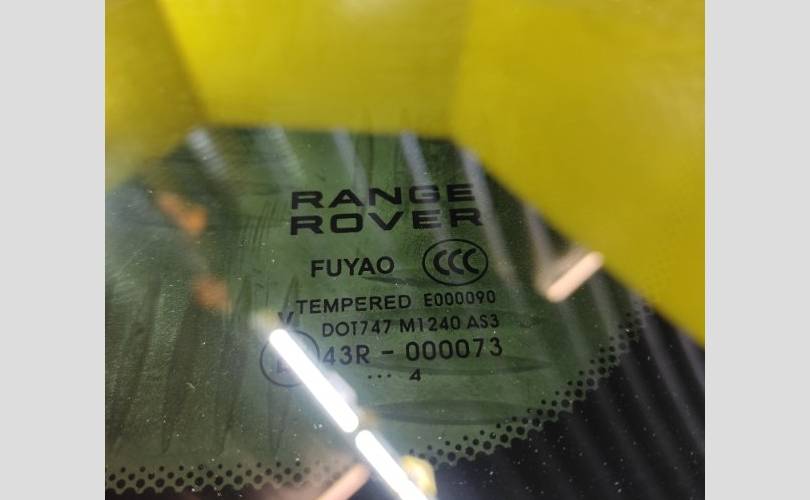 RANGE
ROVER
FUYAO CCC
TEMPERED E000090
V
DOT747 M1240 AS3
43R - 000073
... 4